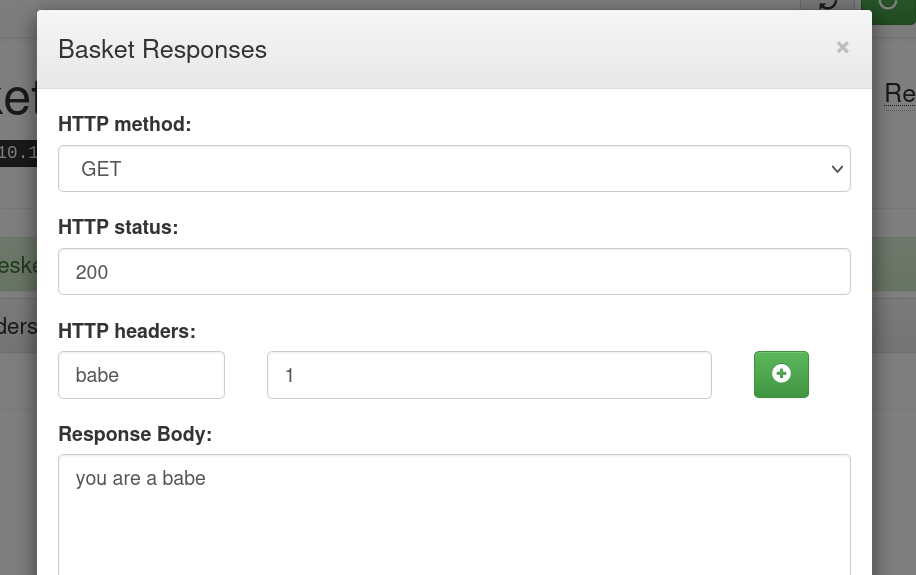 Basket Responses ×
ket
Re
10.1
HTTP method:
GET
HTTP status:
200
eske
HTTP headers:
ders
babe 1
Response Body:
you are a babe